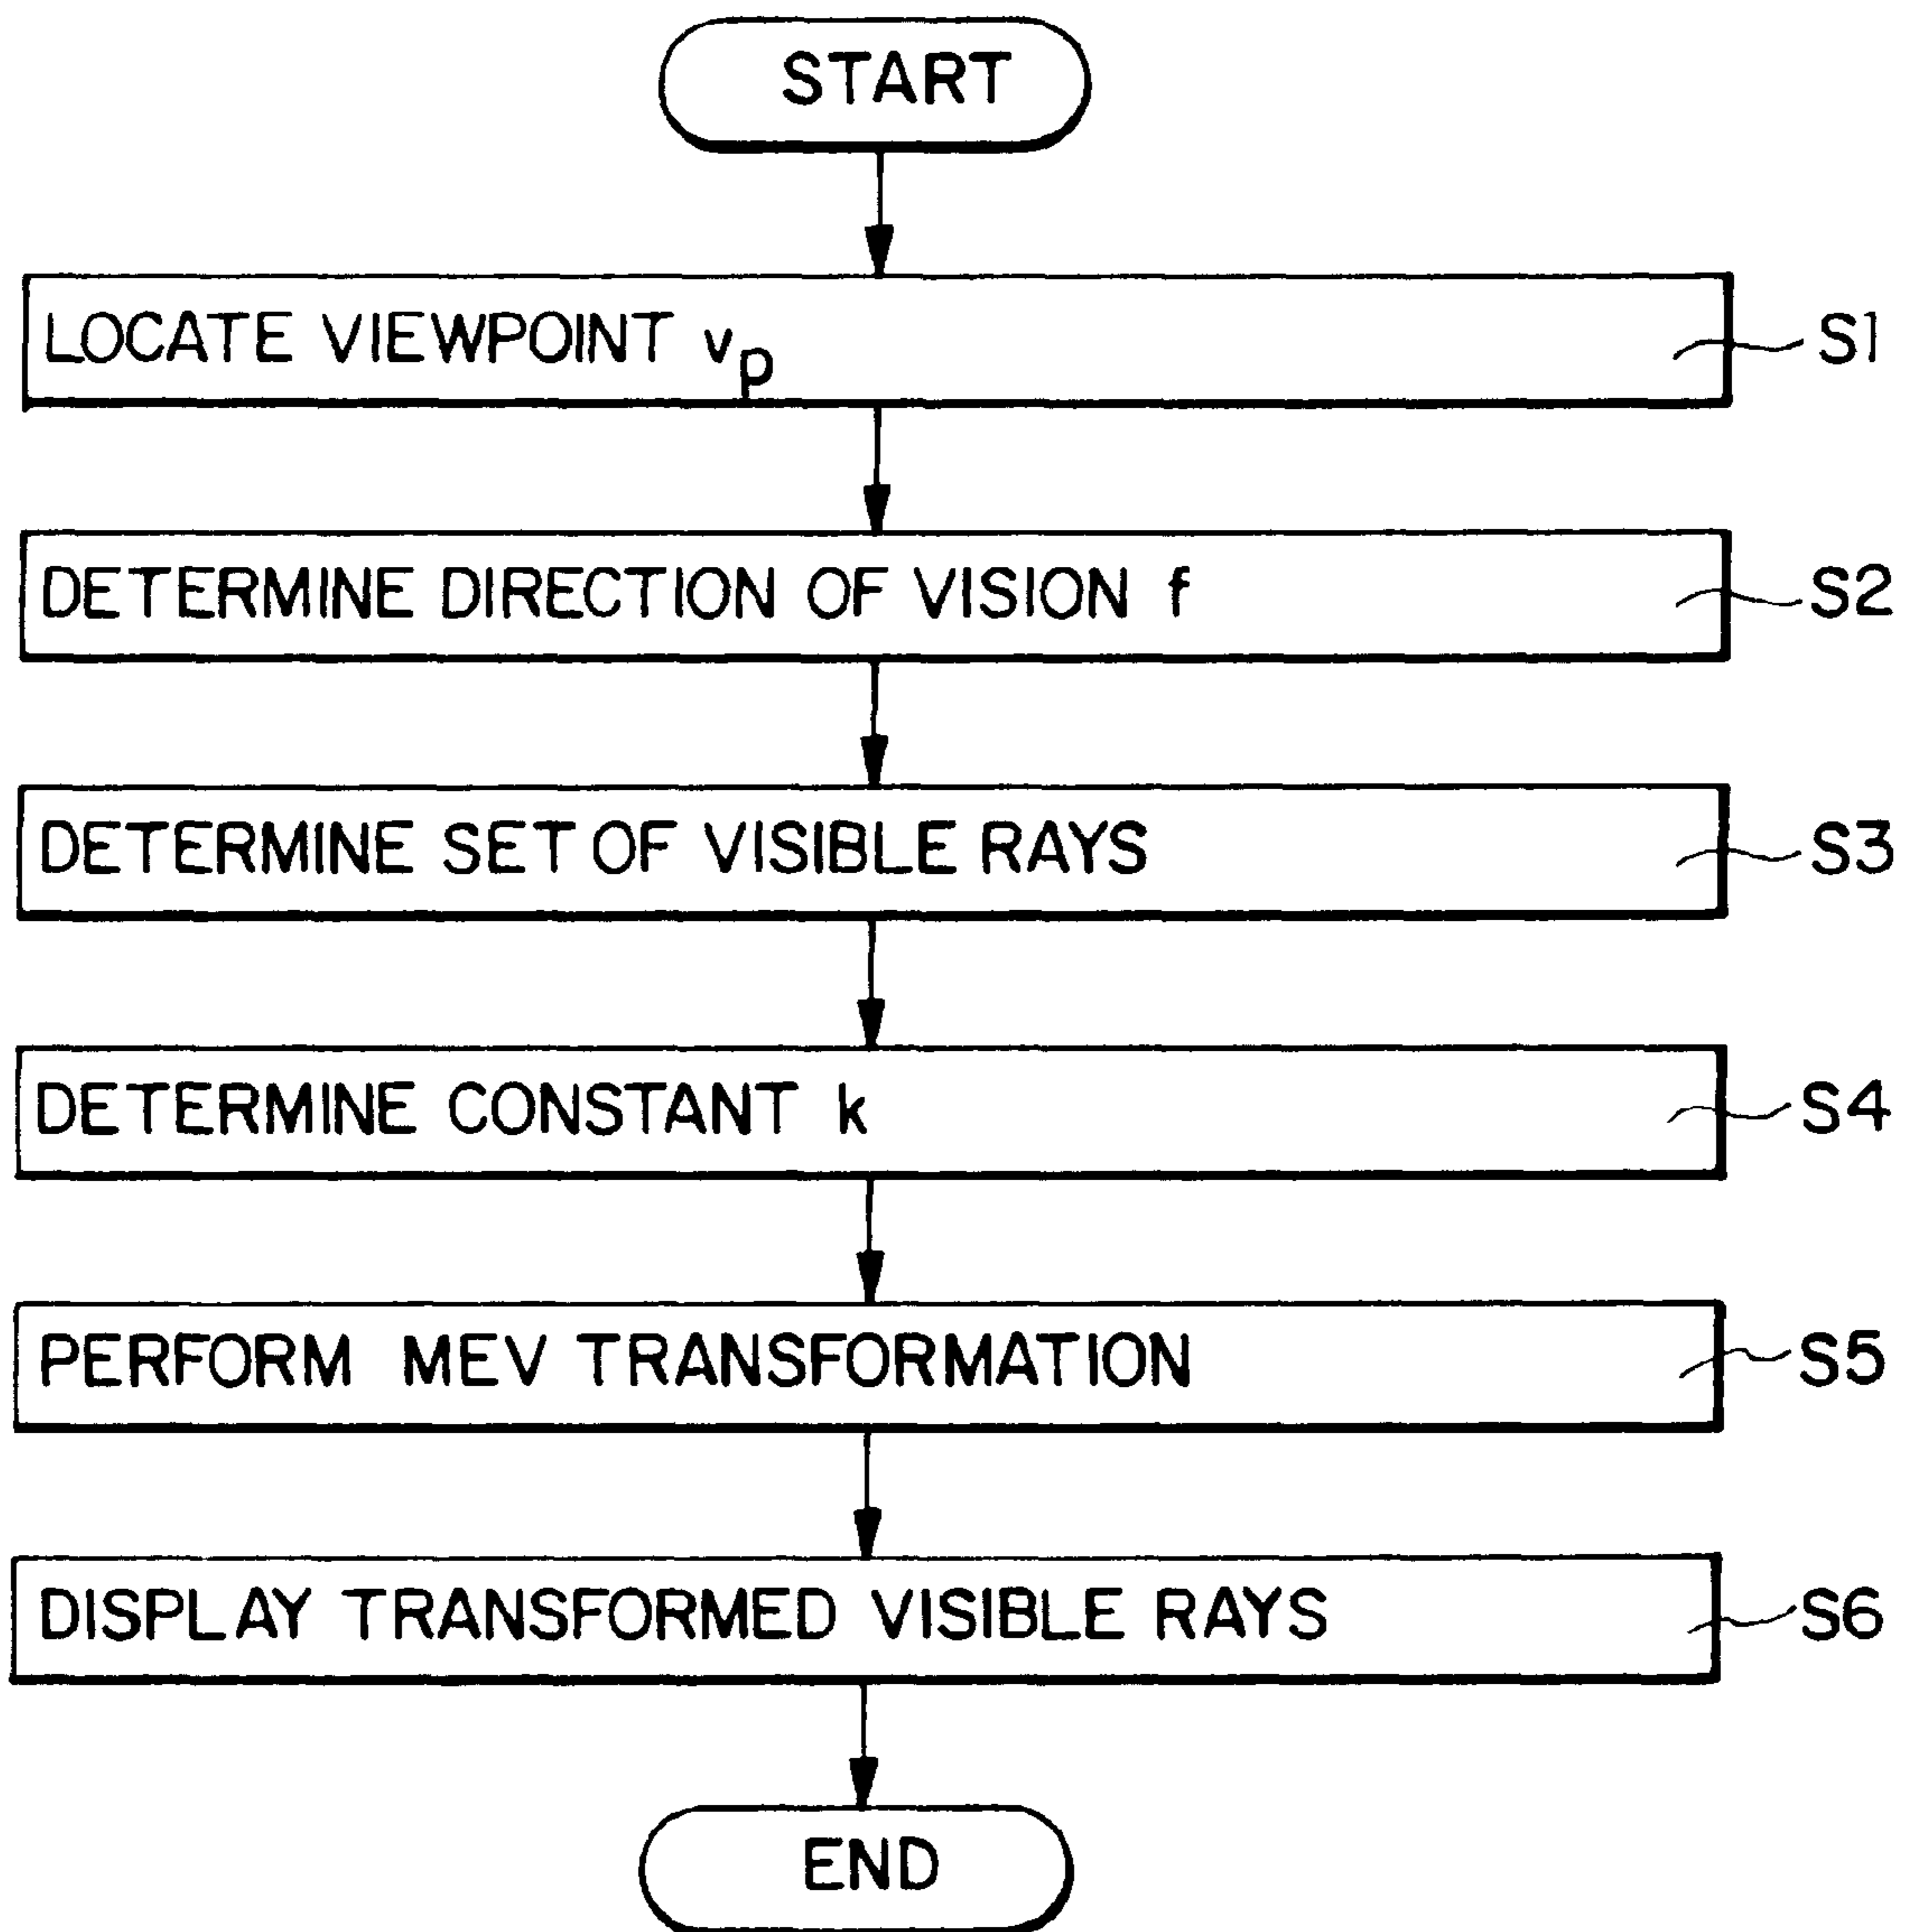 START
LOCATE VIEWPOINT vp S1
DETERMINE DIRECTION OF VISION f S2
DETERMINE SET OF VISIBLE RAYS S3
DETERMINE CONSTANT k S4
PERFORM MEV TRANSFORMATION S5
DISPLAY TRANSFORMED VISIBLE RAYS S6
END